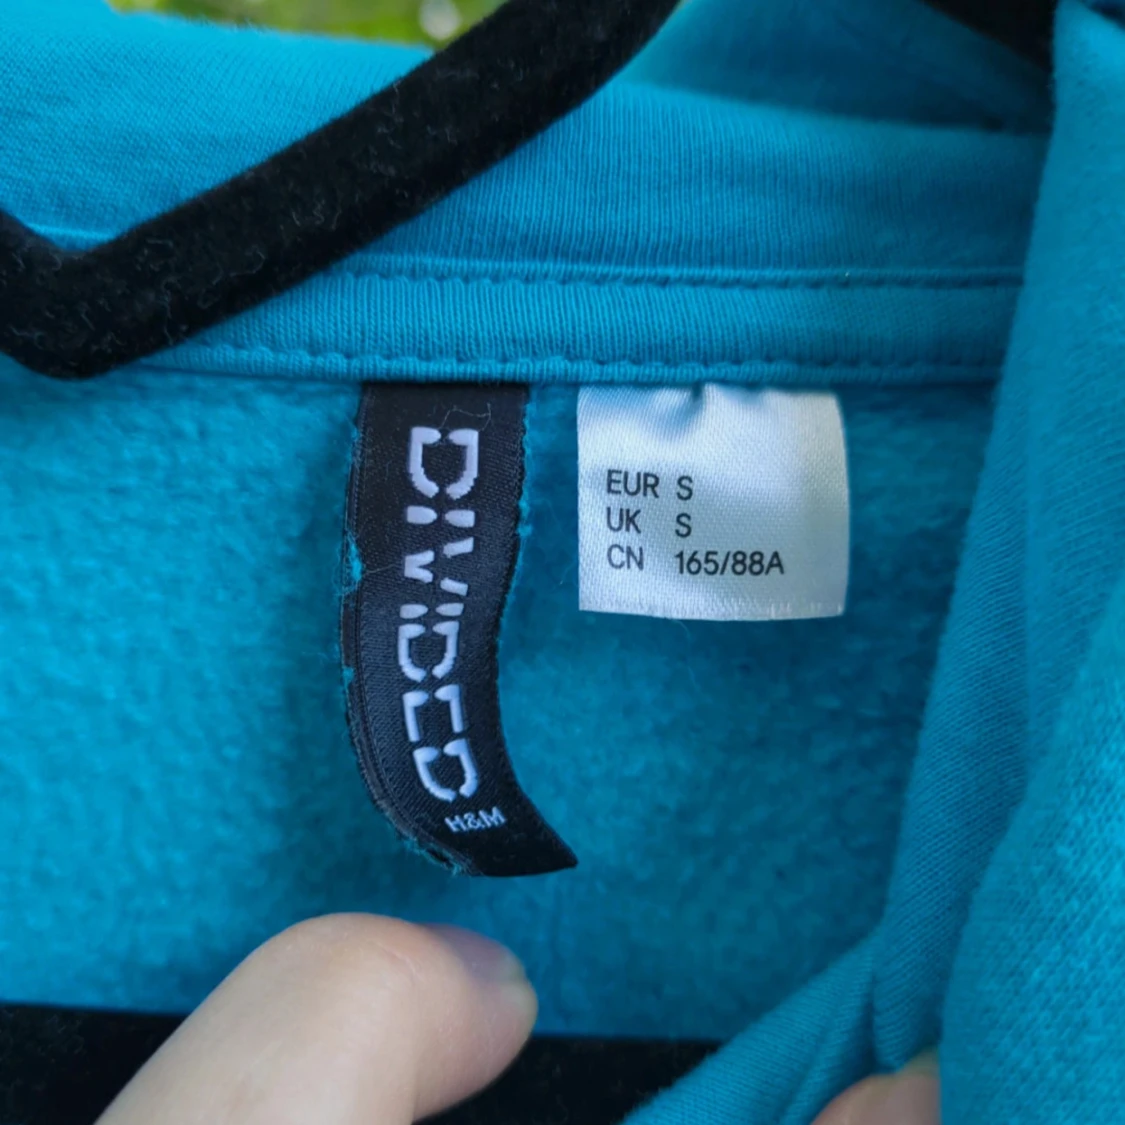 DIVIDED
H&M
EUR S
UK S
CN 165/88A